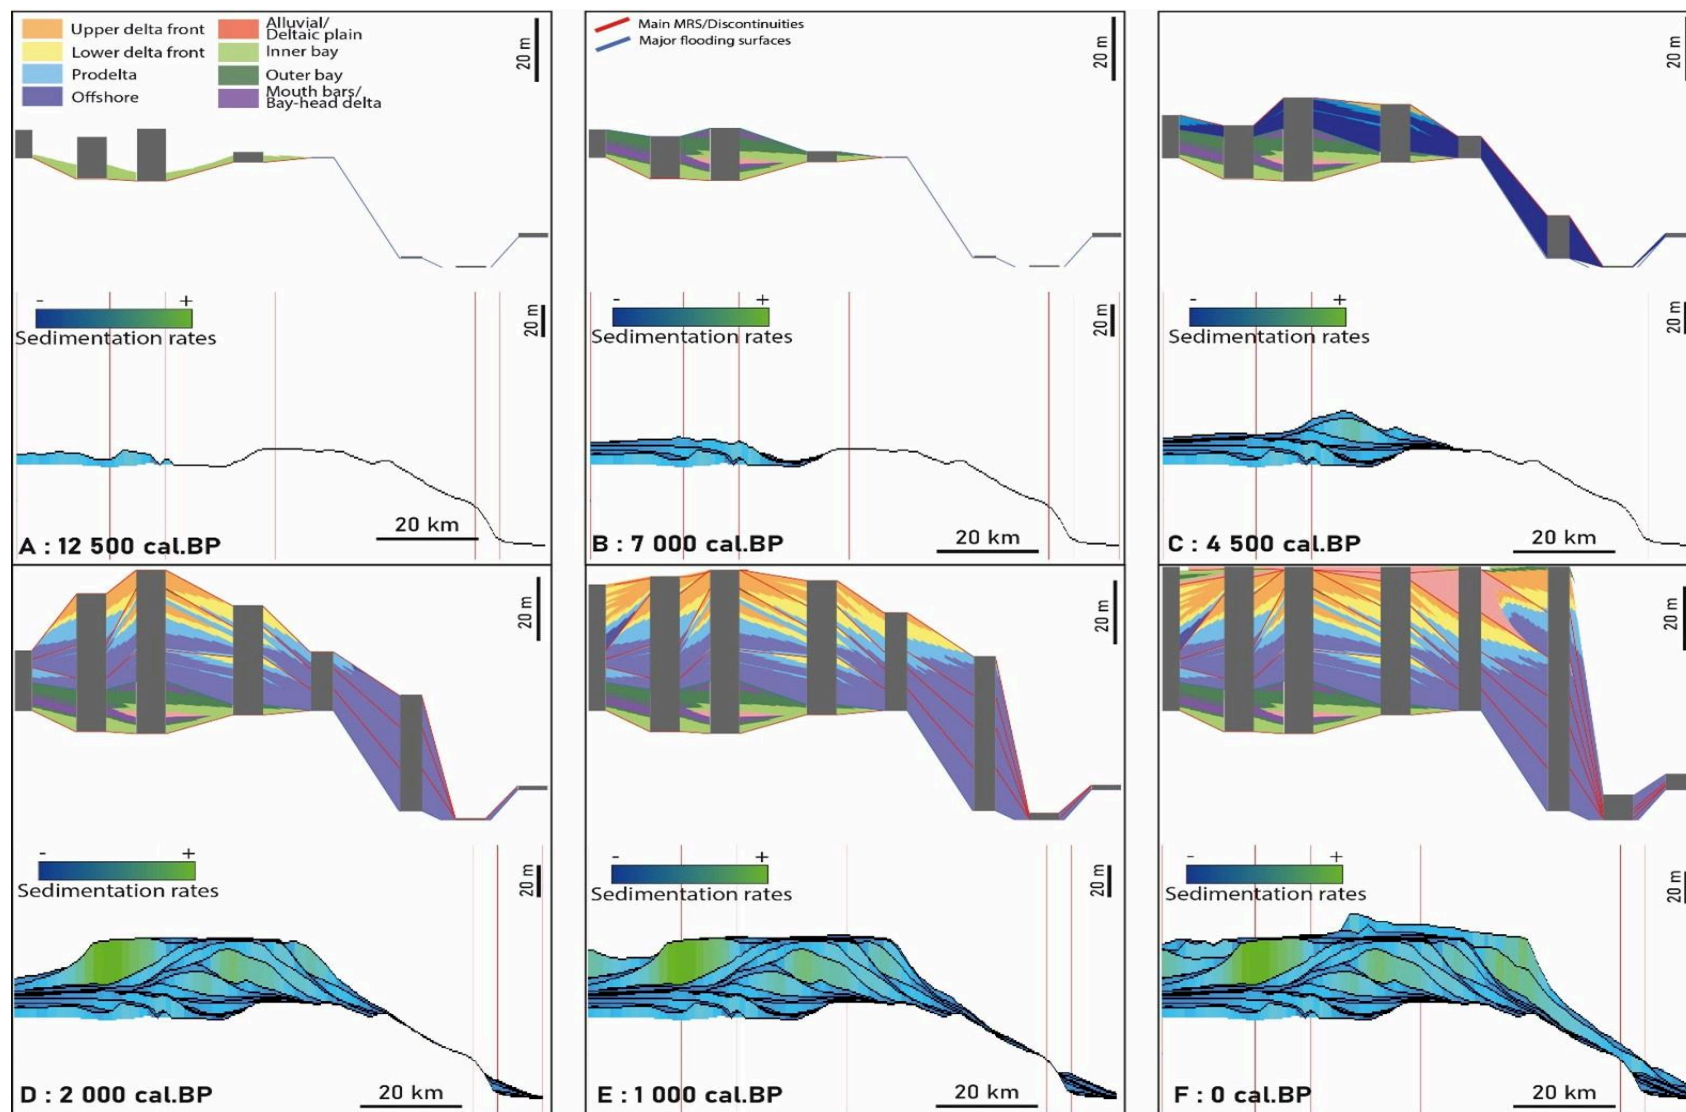 Upper delta front
Lower delta front
Prodelta
Offshore
Alluvial/
Deltaic plain
Inner bay
Outer bay
Mouth bars/
Bay-head delta
20 m
- +
Sedimentation rates
20 m
20 km
A : 12 500 cal.BP
Main MRS/Discontinuities
Major flooding surfaces
20 m
- +
Sedimentation rates
20 m
20 km
B : 7 000 cal.BP
20 m
- +
Sedimentation rates
20 m
20 km
C : 4 500 cal.BP
20 m
- +
Sedimentation rates
20 m
20 km
D : 2 000 cal.BP
20 m
- +
Sedimentation rates
20 m
20 km
E : 1 000 cal.BP
20 m
- +
Sedimentation rates
20 m
20 km
F : 0 cal.BP